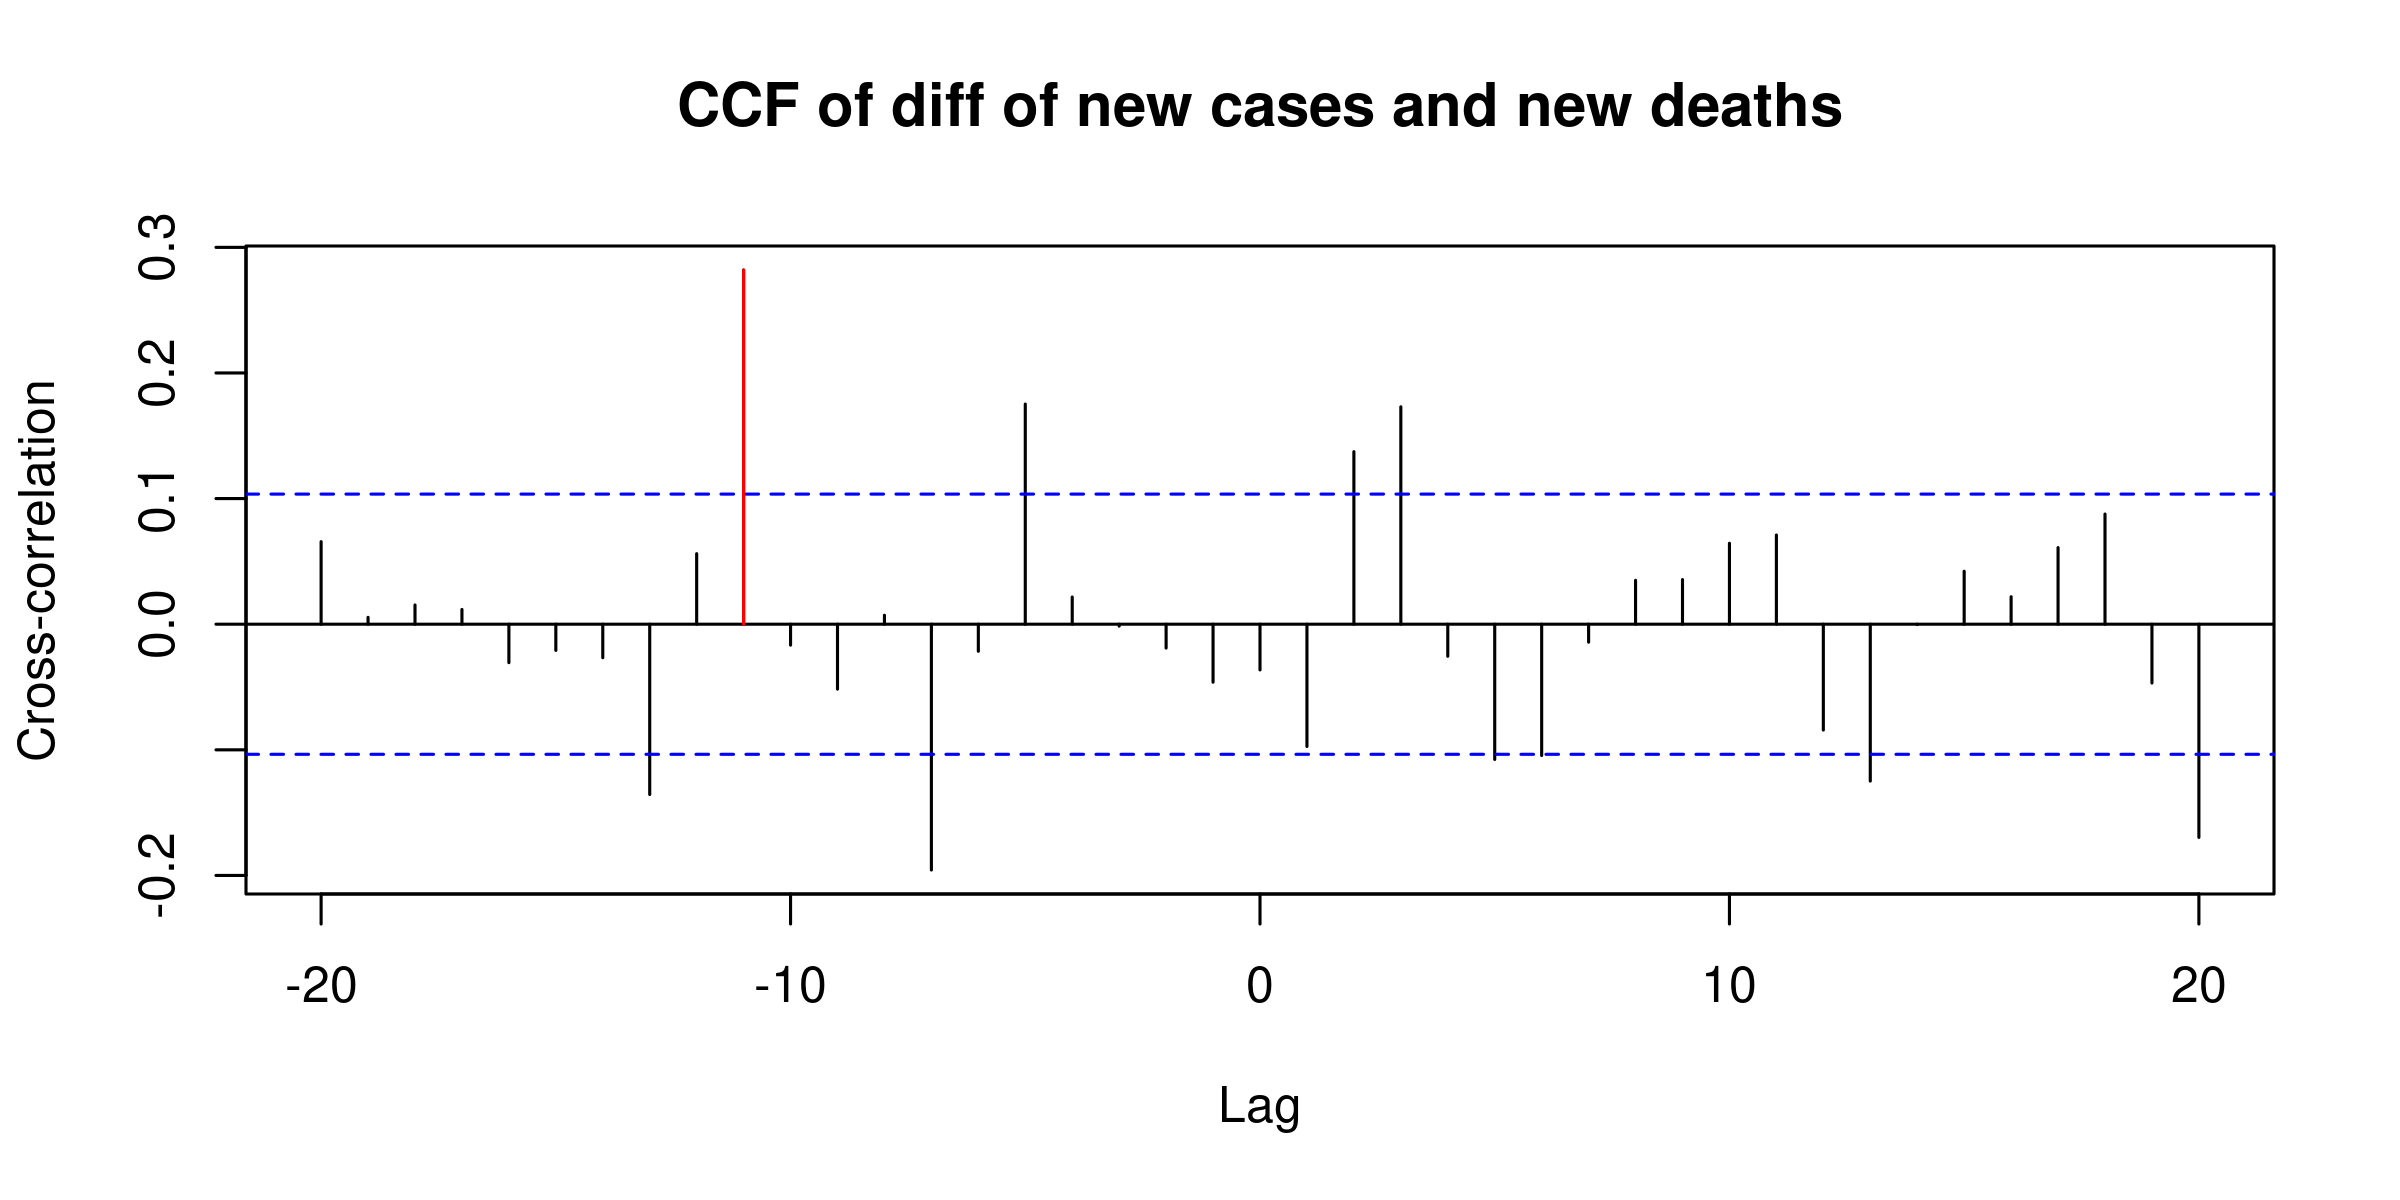 CCF of diff of new cases and new deaths
Cross-correlation
0.3
0.2
0.1
0.0
-0.2
-20 -10 0 10 20
Lag